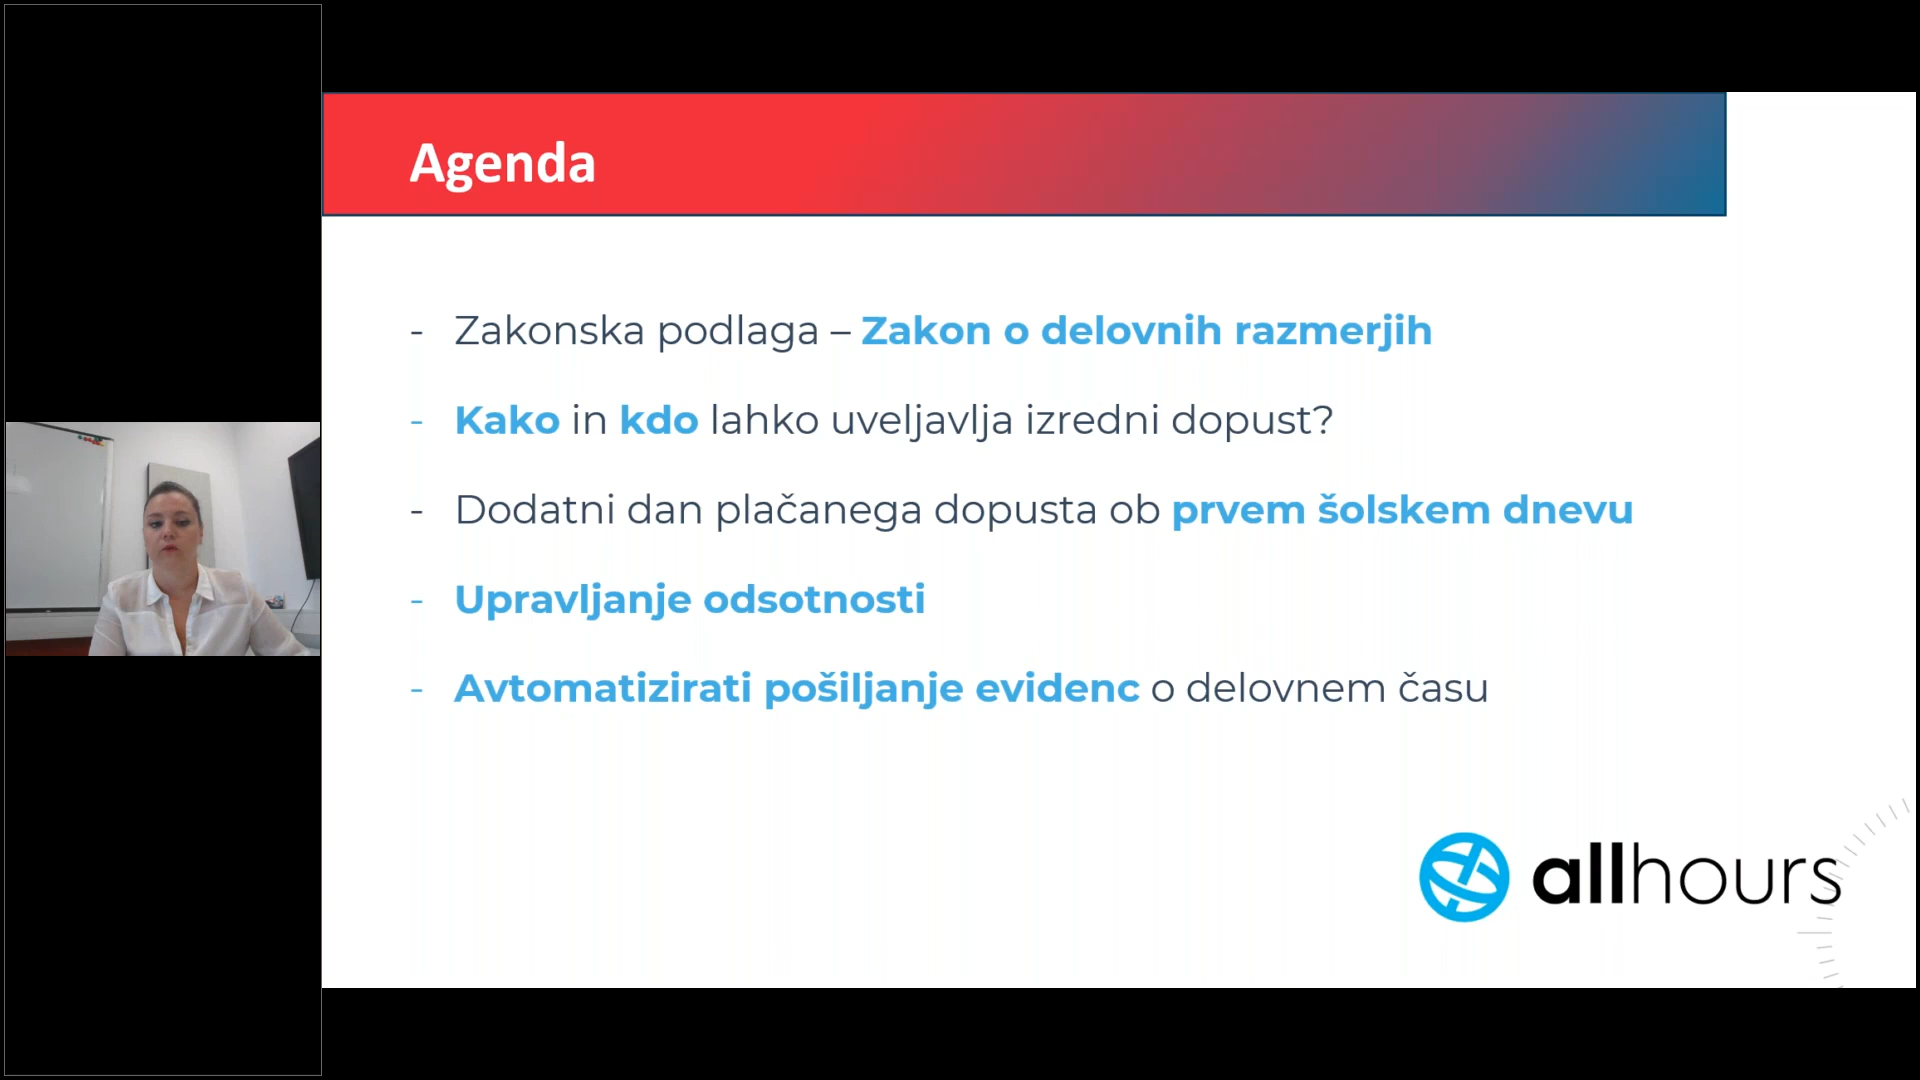 Agenda
- Zakonska podlaga – Zakon o delovnih razmerjih
- Kako in kdo lahko uveljavlja izredni dopust?
- Dodatni dan plačanega dopusta ob prvem šolskem dnevu
- Upravljanje odsotnosti
- Avtomatizirati pošiljanje evidenc o delovnem času
allhours